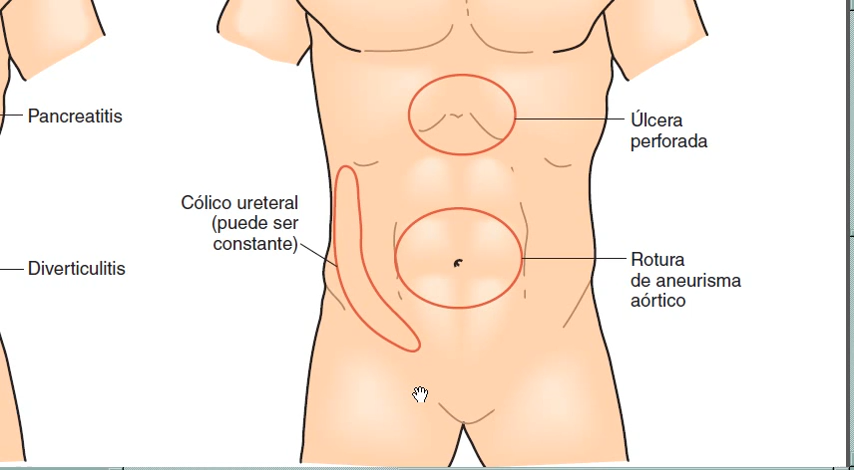 Pancreatitis
Diverticulitis
Cólico ureteral
(puede ser
constante)
Úlcera
perforada
Rotura
de aneurisma
aórtico